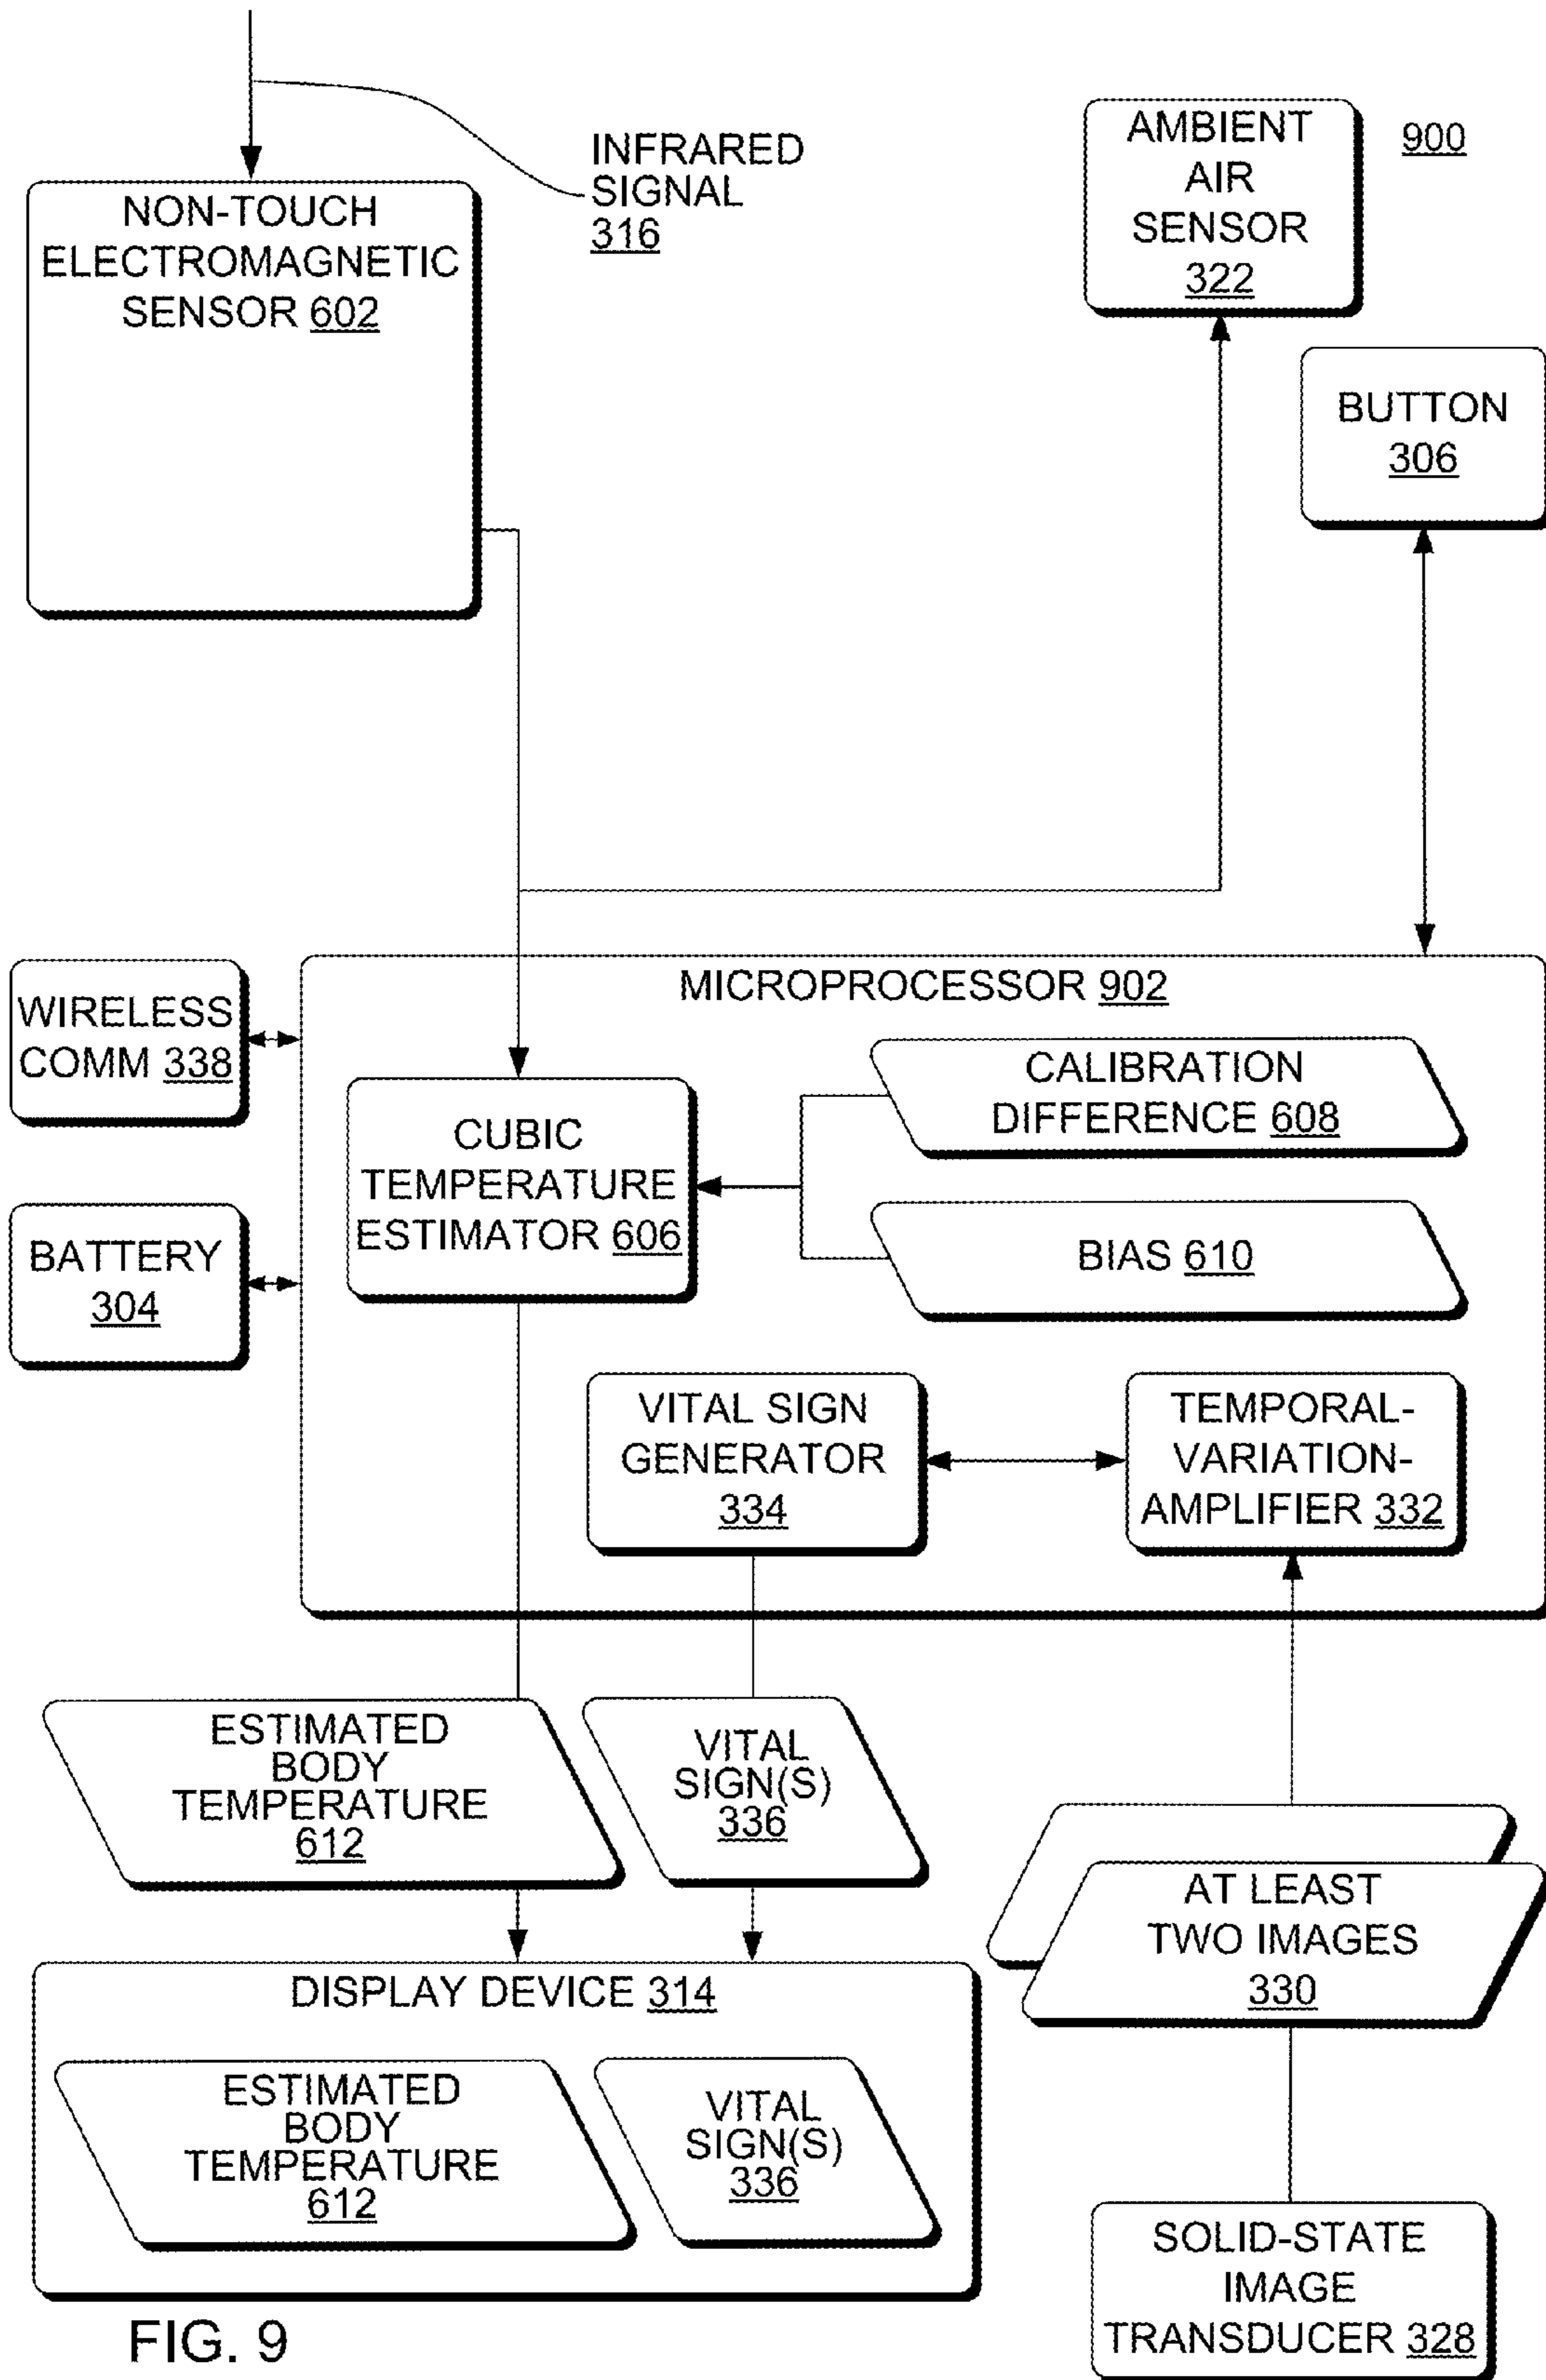 INFRARED
SIGNAL
316
NON-TOUCH
ELECTROMAGNETIC
SENSOR 602
AMBIENT
AIR
SENSOR
322
900
BUTTON
306
WIRELESS
COMM 338
BATTERY
304
MICROPROCESSOR 902
CUBIC
TEMPERATURE
ESTIMATOR 606
CALIBRATION
DIFFERENCE 608
BIAS 610
VITAL SIGN
GENERATOR
334
TEMPORAL-
VARIATION-
AMPLIFIER 332
ESTIMATED
BODY
TEMPERATURE
612
VITAL
SIGN(S)
336
AT LEAST
TWO IMAGES
330
DISPLAY DEVICE 314
ESTIMATED
BODY
TEMPERATURE
612
VITAL
SIGN(S)
336
SOLID-STATE
IMAGE
TRANSDUCER 328
FIG. 9